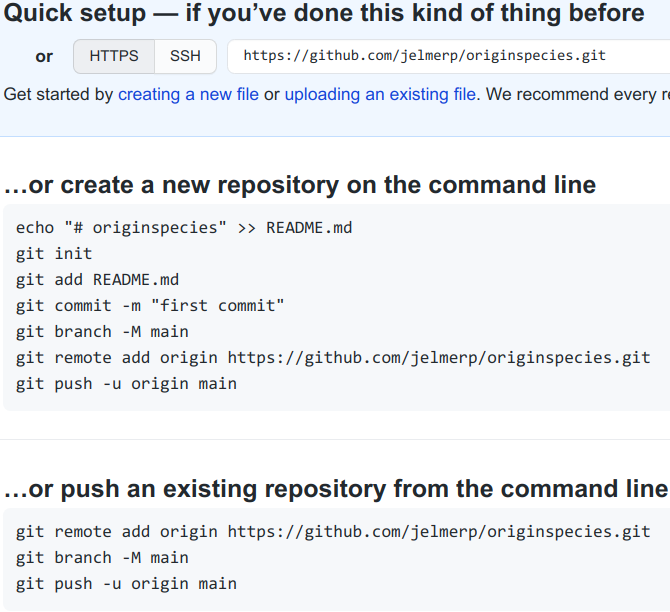 Quick setup — if you’ve done this kind of thing before
or HTTPS SSH https://github.com/jelmerp/originspecies.git
Get started by creating a new file or uploading an existing file. We recommend every
…or create a new repository on the command line
echo "# originspecies" >> README.md
git init
git add README.md
git commit -m "first commit"
git branch -M main
git remote add origin https://github.com/jelmerp/originspecies.git
git push -u origin main
…or push an existing repository from the command line
git remote add origin https://github.com/jelmerp/originspecies.git
git branch -M main
git push -u origin main